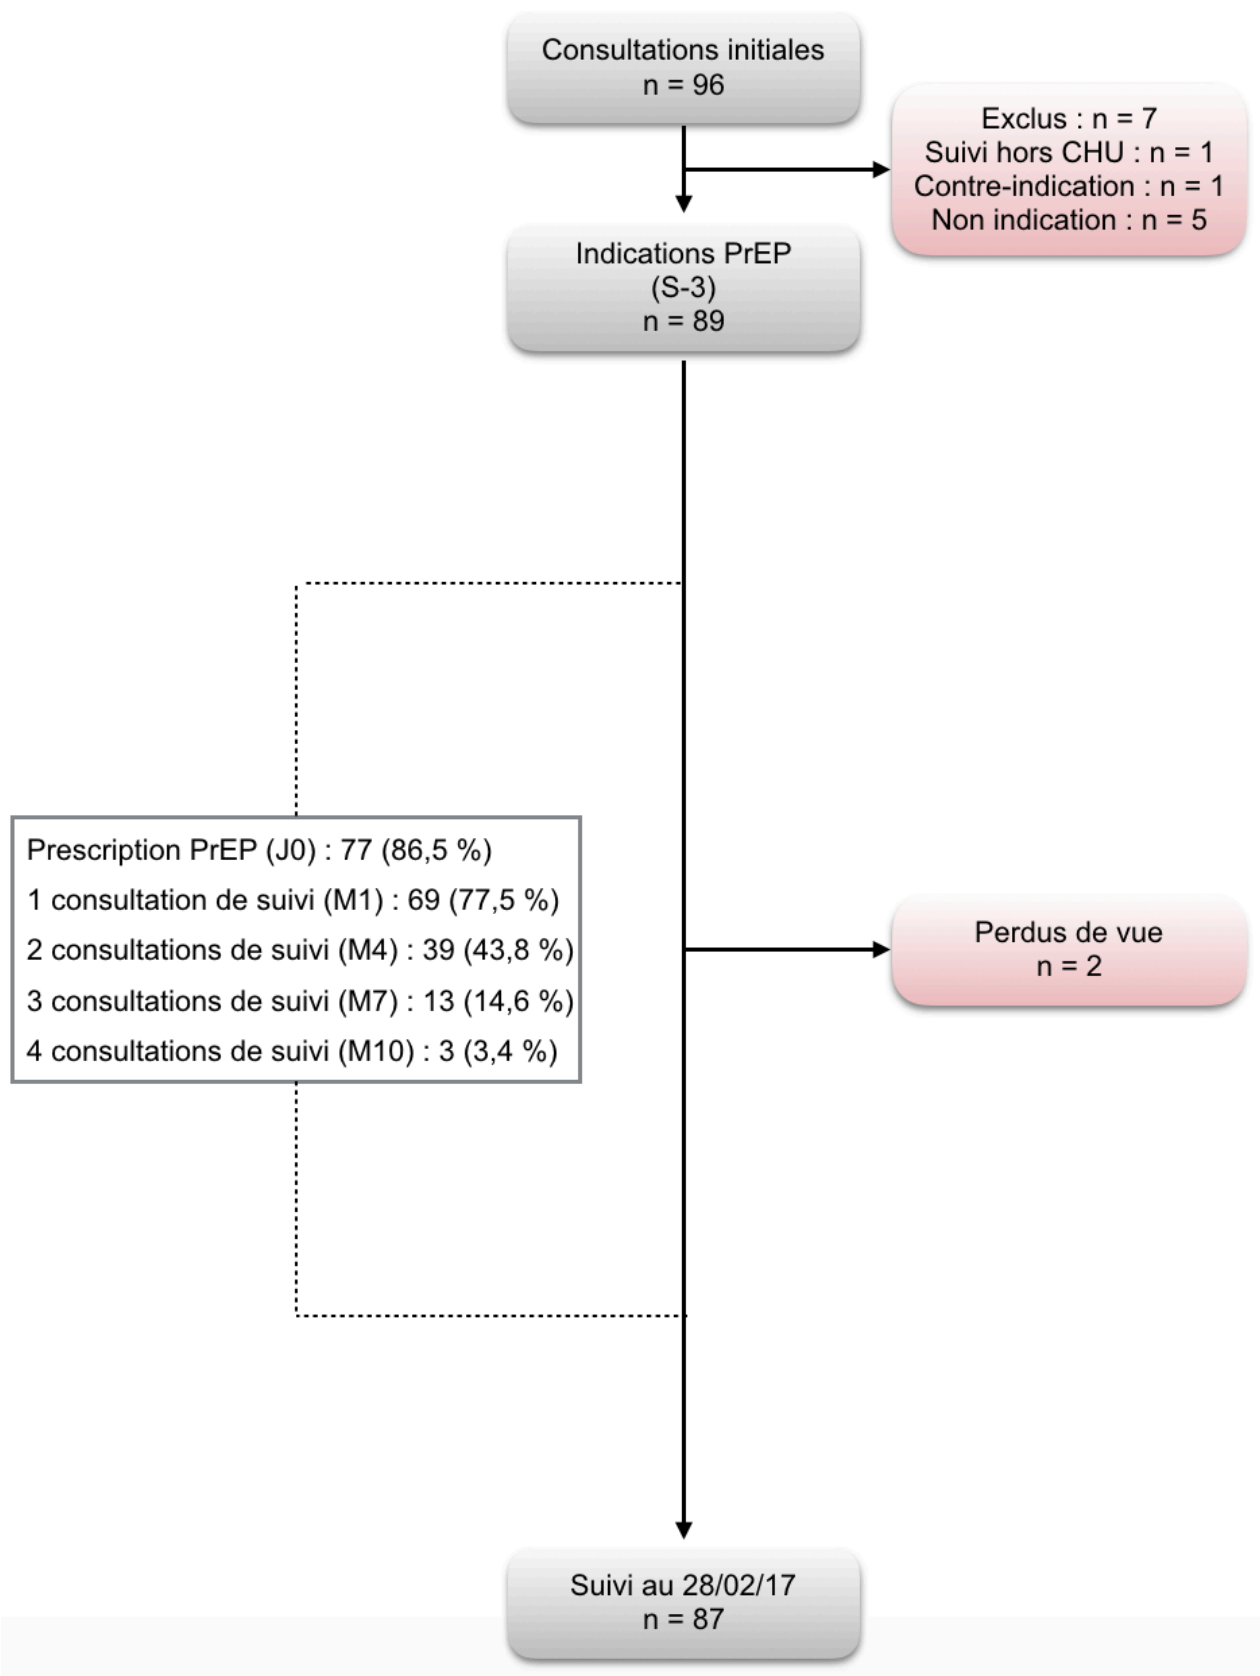 Consultations initiales
n = 96
Exclus : n = 7
Suivi hors CHU : n = 1
Contre-indication : n = 1
Non indication : n = 5
Indications PrEP
(S-3)
n = 89
Prescription PrEP (J0) : 77 (86,5 %)
1 consultation de suivi (M1) : 69 (77,5 %)
2 consultations de suivi (M4) : 39 (43,8 %)
3 consultations de suivi (M7) : 13 (14,6 %)
4 consultations de suivi (M10) : 3 (3,4 %)
Perdus de vue
n = 2
Suivi au 28/02/17
n = 87